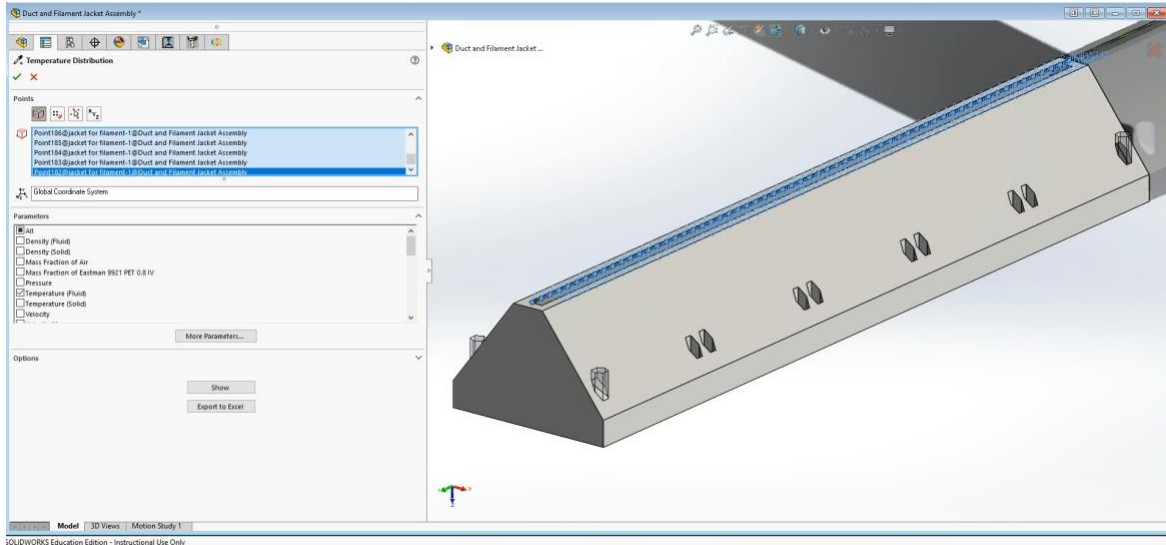 Duct and Filament Jacket Assembly *
Temperature Distribution
Duct and Filament Jacket ...
Points
Point186@jacket for filament-1@Duct and Filament Jacket Assembly
Point185@jacket for filament-1@Duct and Filament Jacket Assembly
Point184@jacket for filament-1@Duct and Filament Jacket Assembly
Point183@jacket for filament-1@Duct and Filament Jacket Assembly
Point182@jacket for filament-1@Duct and Filament Jacket Assembly
Global Coordinate System
Parameters
All
Density (Fluid)
Density (Solid)
Mass Fraction of Air
Mass Fraction of Eastman 9921 PET 0.8 IV
Pressure
Temperature (Fluid)
Temperature (Solid)
Velocity
More Parameters...
Options
Show
Export to Excel
Model 3D Views Motion Study 1
SOLIDWORKS Education Edition - Instructional Use Only